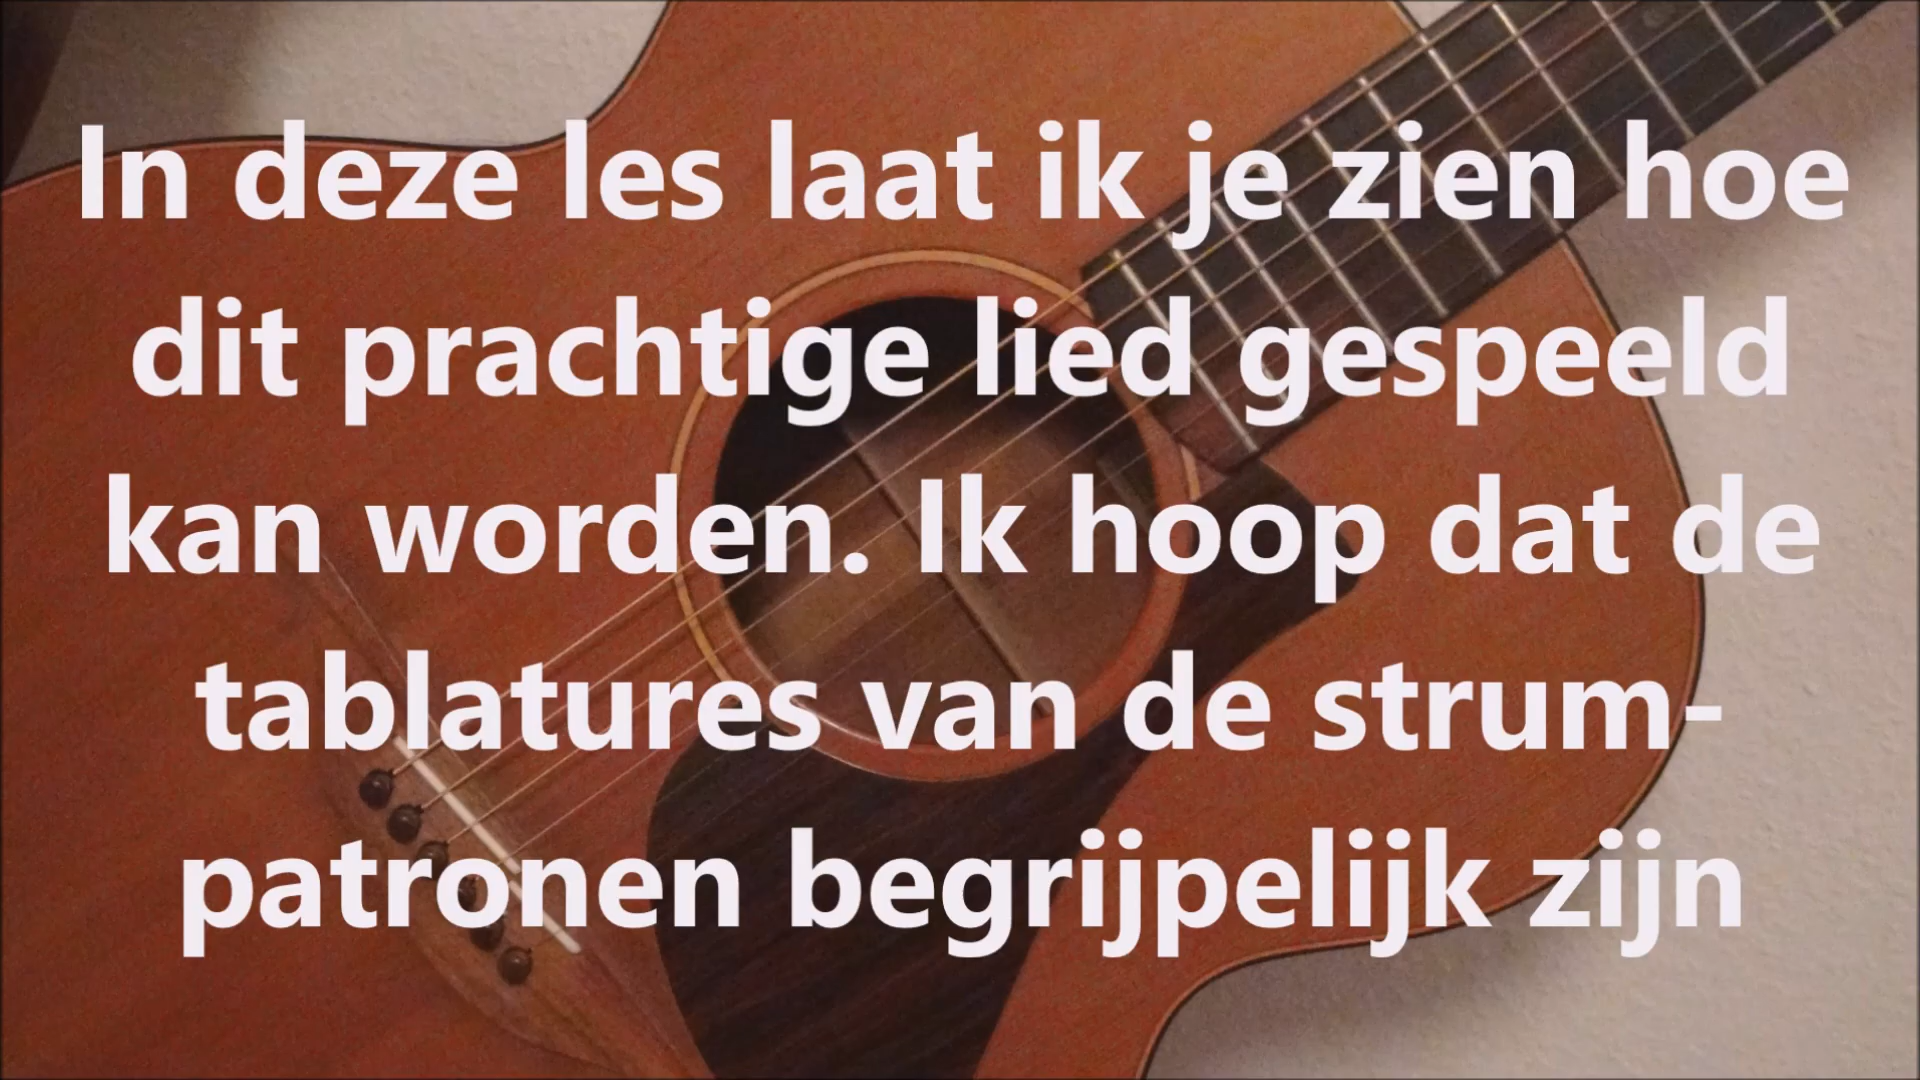 In deze les laat ik je zien hoe
dit prachtige lied gespeeld
kan worden. Ik hoop dat de
tablatures van de strum-
patronen begrijpelijk zijn